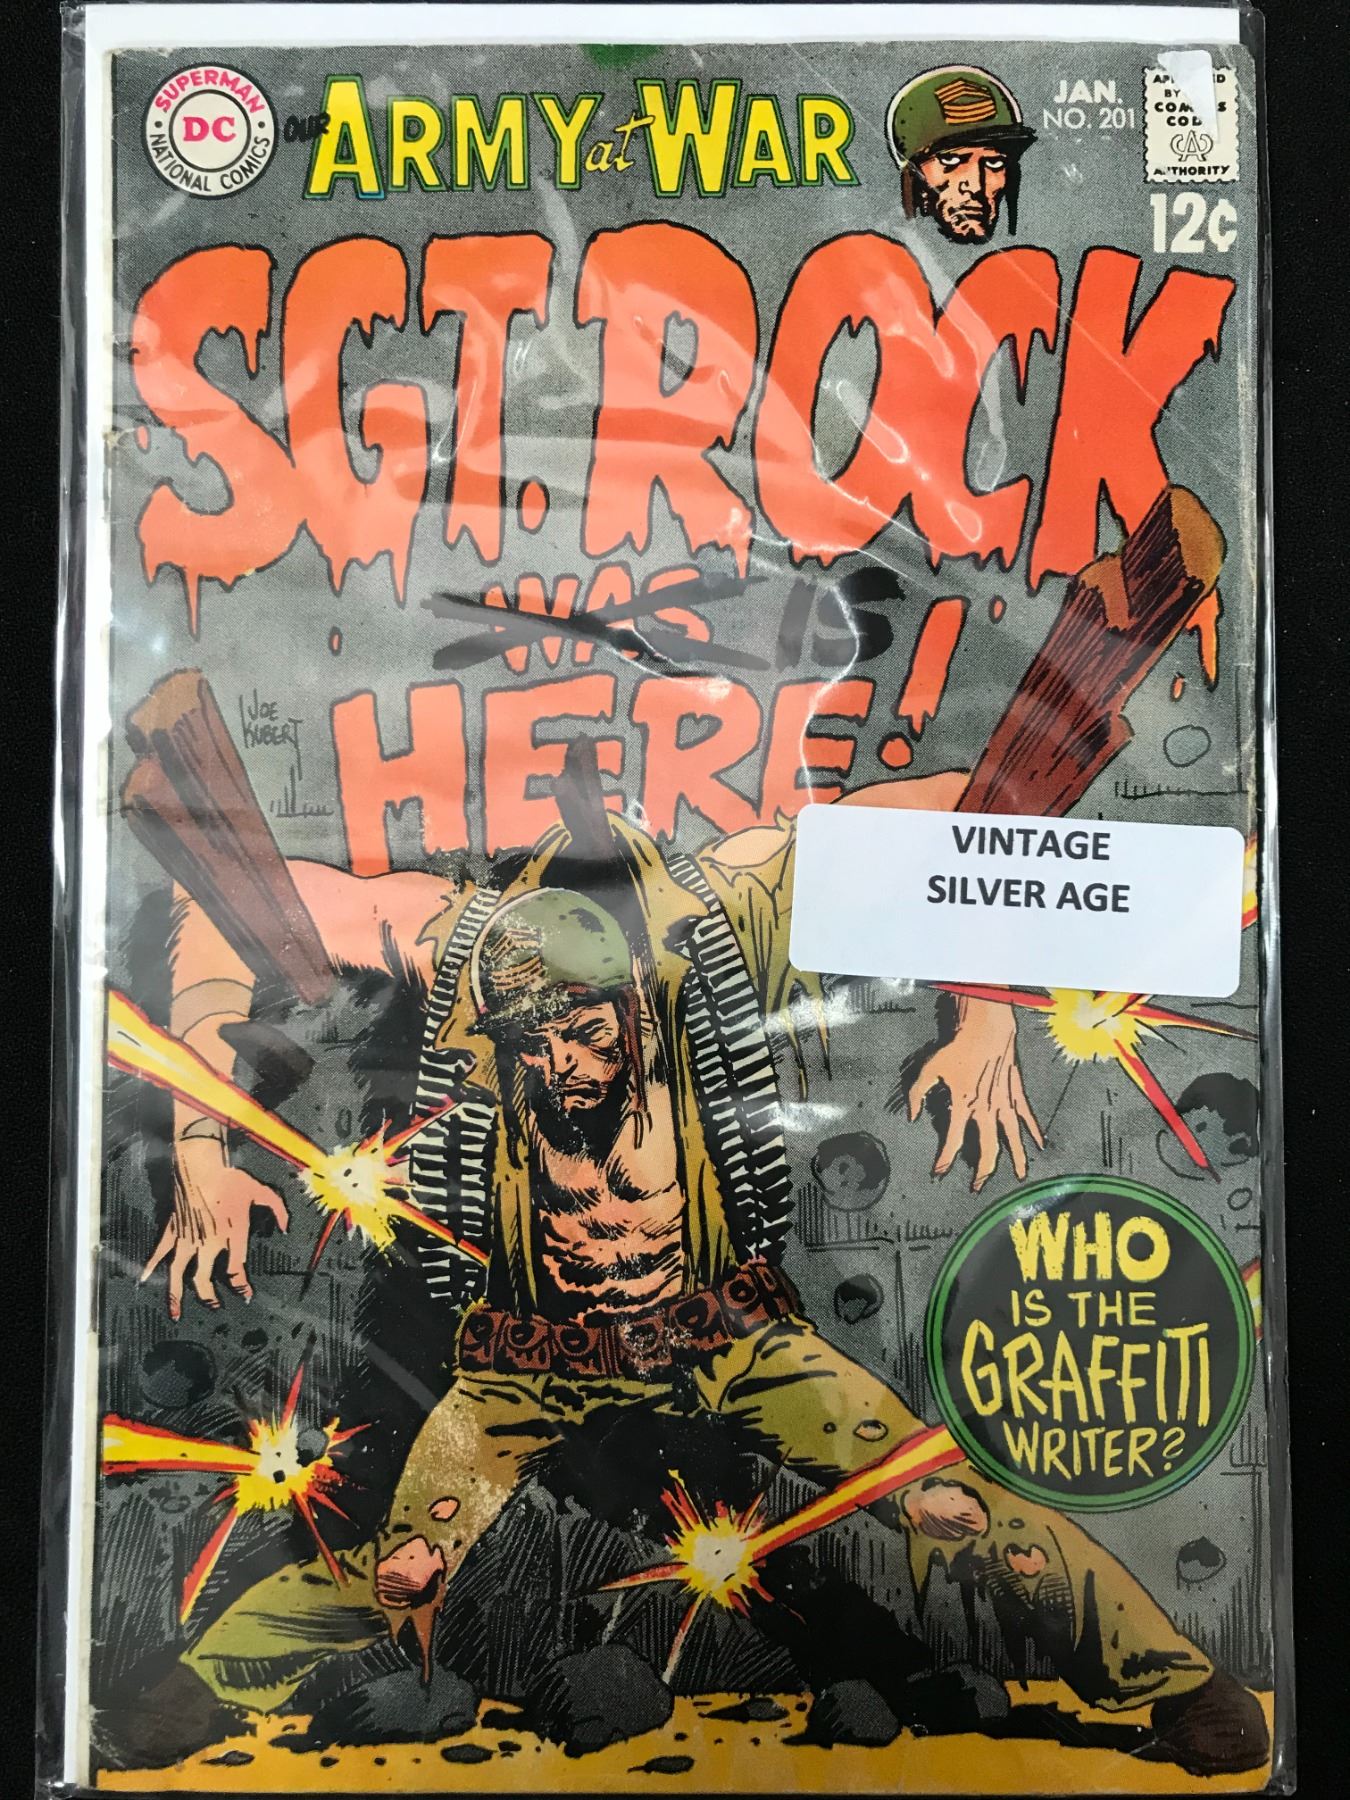 SUPERMAN
DC
NATIONAL COMICS
OUR ARMY at WAR
JAN.
NO. 201
APPROVED
BY THE
COMICS
CODE
CA
AUTHORITY
12¢
SGT. ROCK
WAS IS
HERE!
JOE
KUBERT
VINTAGE
SILVER AGE
WHO
IS THE
GRAFFITI
WRITER?